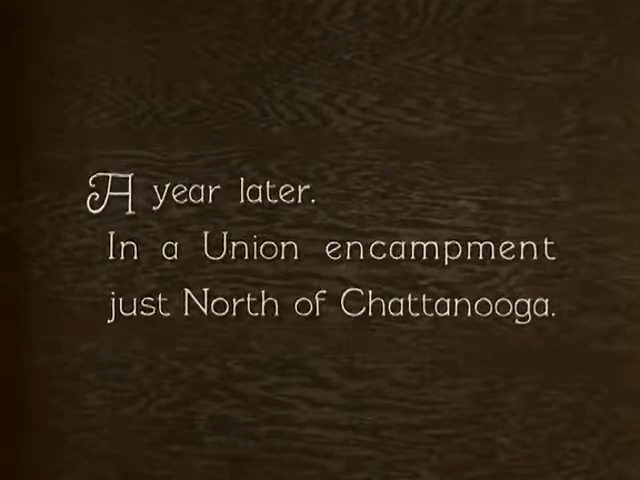 A year later.
In a Union encampment
just North of Chattanooga.